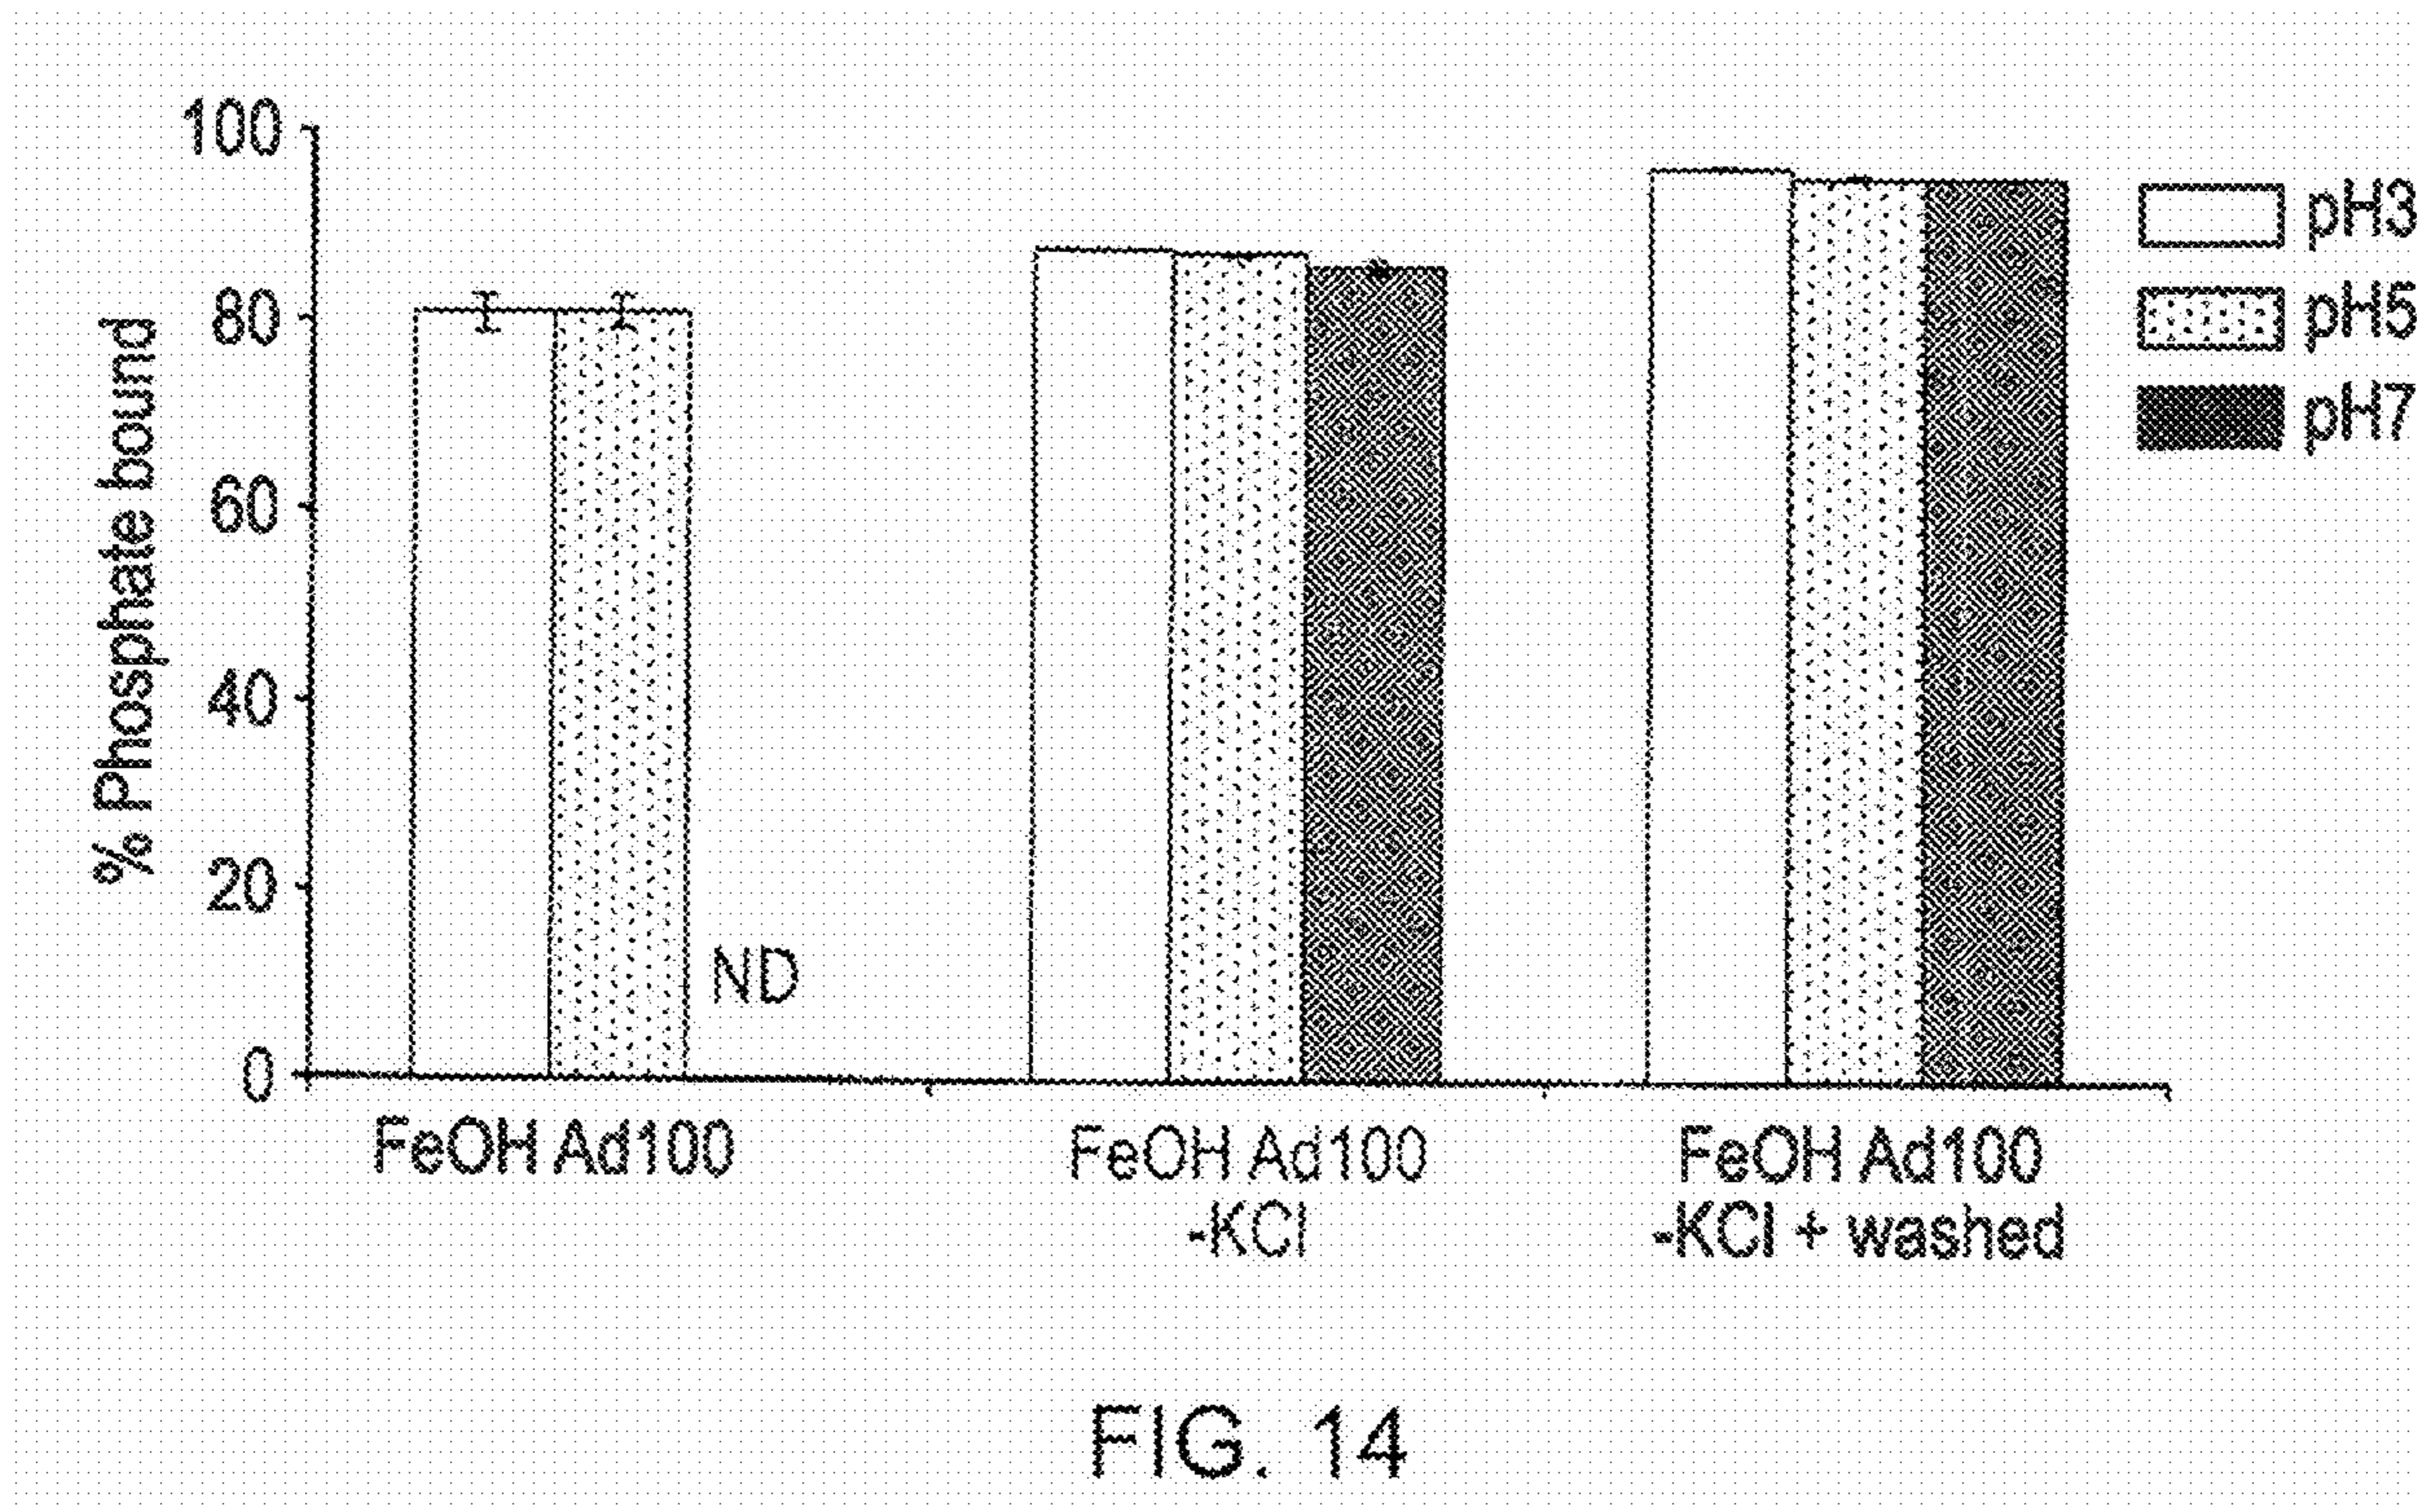 100
80
60
40
20
0
% Phosphate bound
pH3
pH5
pH7
ND
FeOH Ad100
FeOH Ad100
-KCl
FeOH Ad100
-KCl + washed
FIG. 14